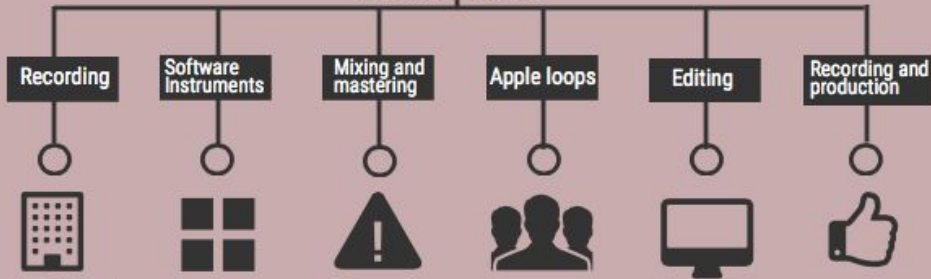 Recording
Software
Instruments
Mixing and
mastering
Apple loops
Editing
Recording and
production